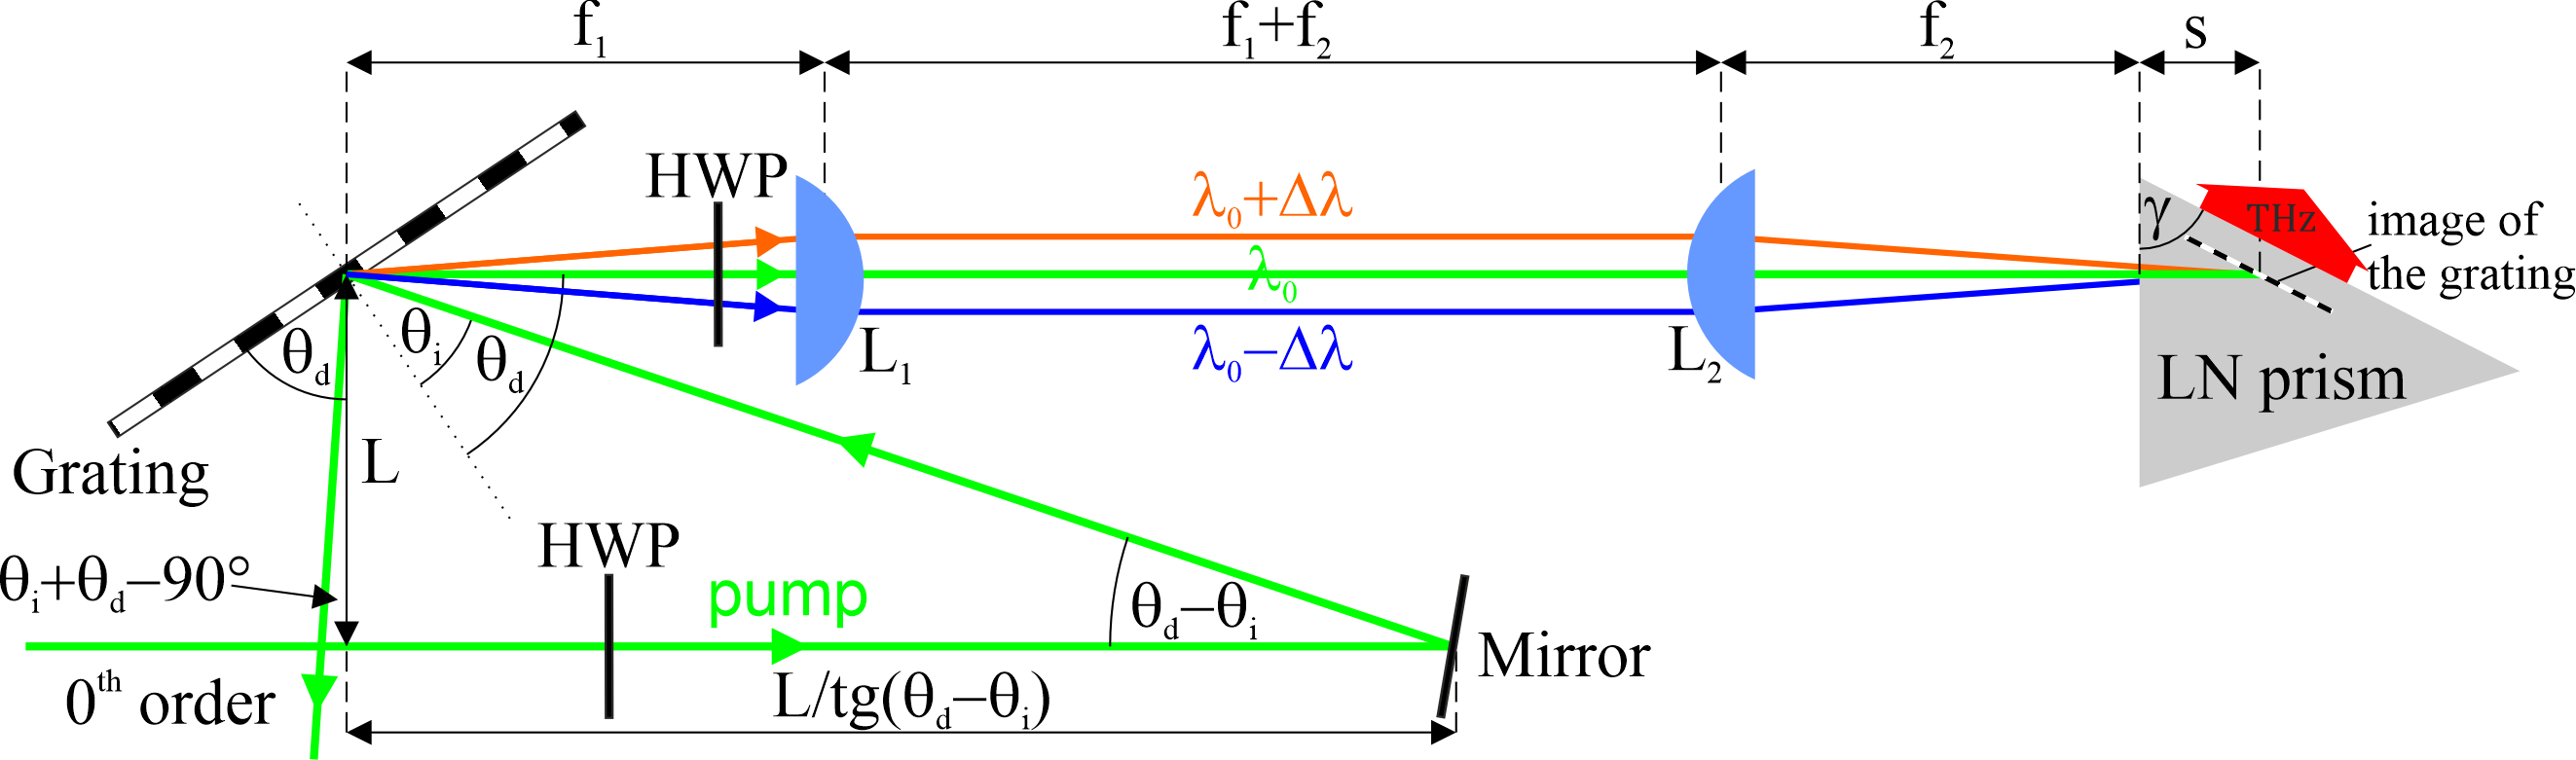 f₁
f₁+f₂
f₂
s
HWP
λ₀+Δλ
λ₀
λ₀−Δλ
L₁
L₂
γ
THz
image of
the grating
LN prism
θd
θi
θd
Grating
L
θi+θd−90°
HWP
pump
θd−θi
Mirror
0th order
L/tg(θd−θi)